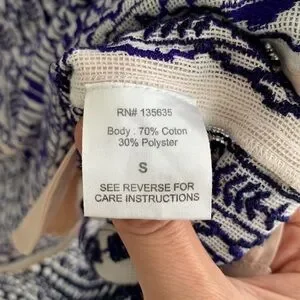 RN# 135635
Body . 70% Coton
30% Polyster
S
SEE REVERSE FOR
CARE INSTRUCTIONS